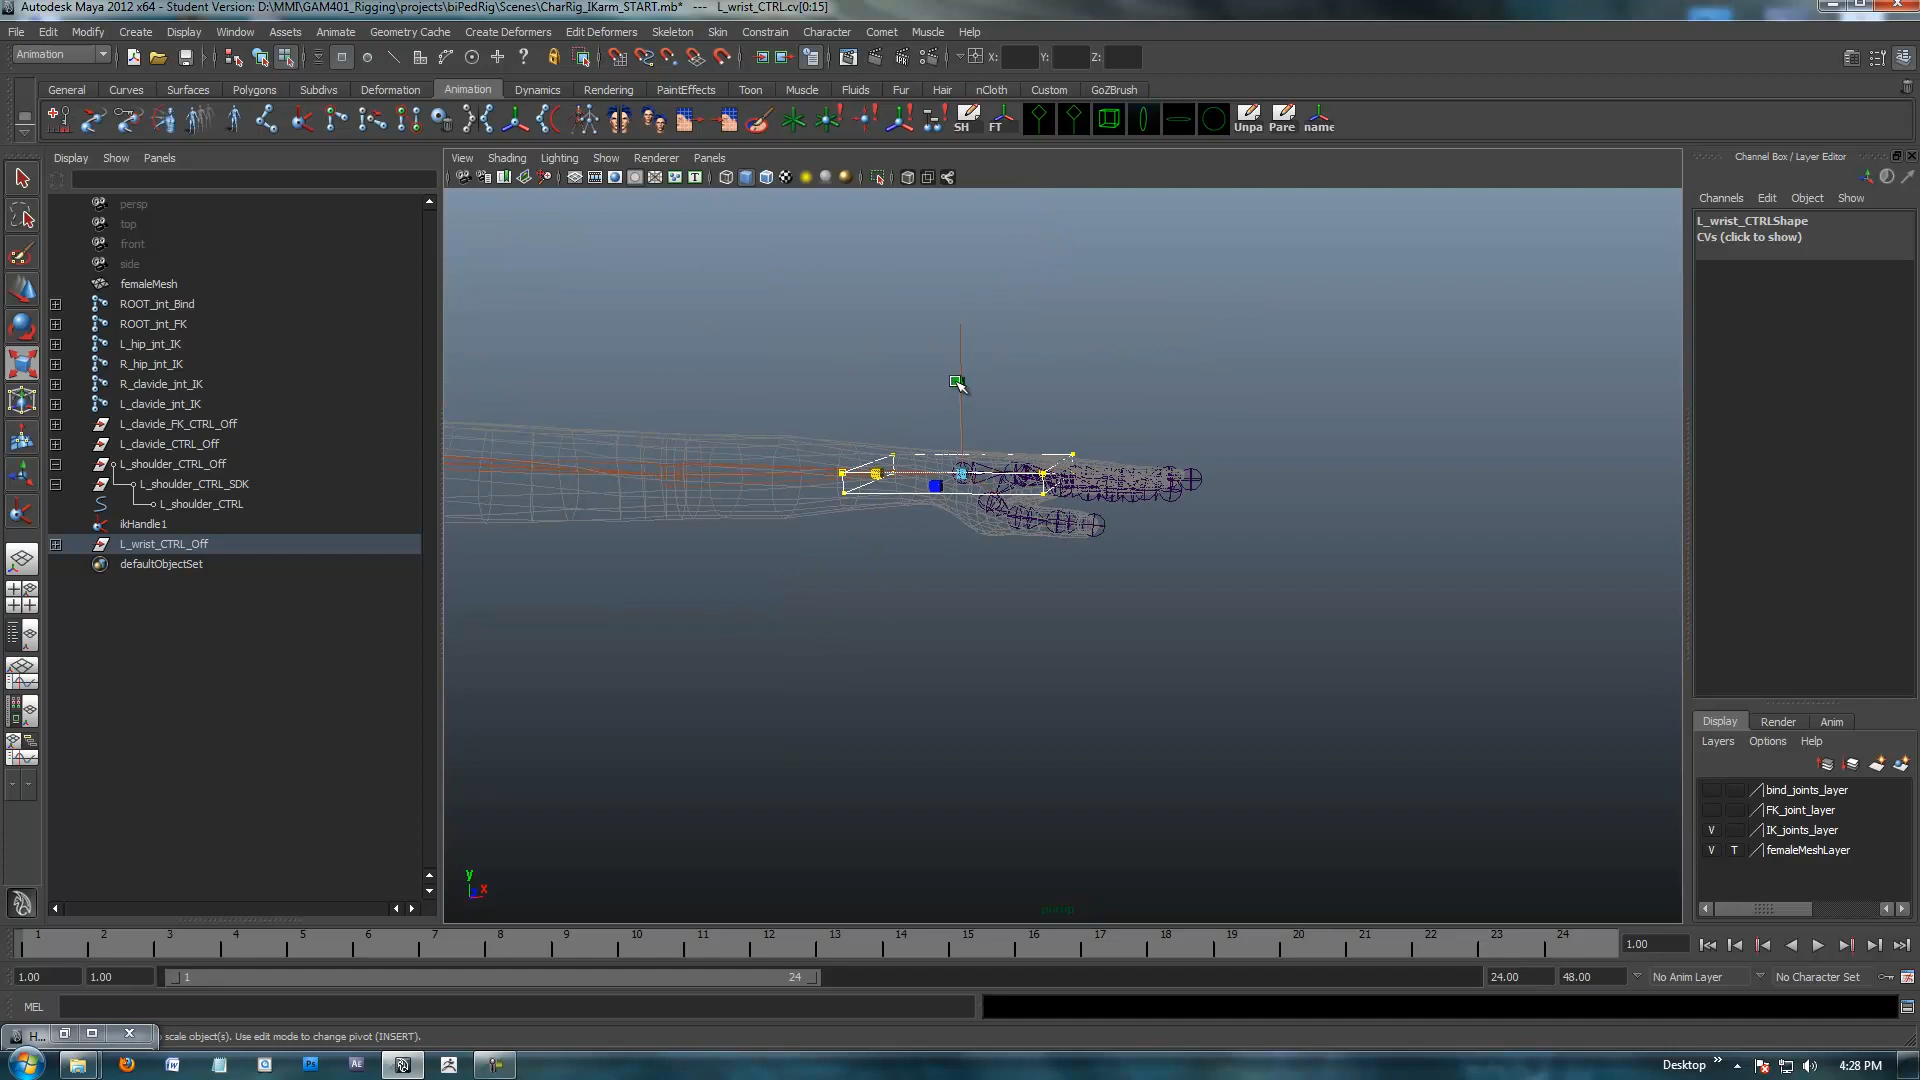 Autodesk Maya 2012 x64 - Student Version: D:\MMI\GAM401_Rigging\projects\biPedRig\Scenes\CharRig_IKarm_START.mb*   ---   L_wrist_CTRL.cv[0:15]
File Edit Modify Create Display Window Assets Animate Geometry Cache Create Deformers Edit Deformers Skeleton Skin Constrain Character Comet Muscle Help
Animation X: Y: Z:
General Curves Surfaces Polygons Subdivs Deformation Animation Dynamics Rendering PaintEffects Toon Muscle Fluids Fur Hair nCloth Custom GoZBrush
SH FT Unpa Pare name
Display Show Panels
View Shading Lighting Show Renderer Panels
Channel Box / Layer Editor
Channels Edit Object Show
L_wrist_CTRLShape
CVs (click to show)
persp
top
front
side
femaleMesh
ROOT_jnt_Bind
ROOT_jnt_FK
L_hip_jnt_IK
R_hip_jnt_IK
R_clavicle_jnt_IK
L_clavicle_jnt_IK
L_clavicle_FK_CTRL_Off
L_clavicle_CTRL_Off
L_shoulder_CTRL_Off
L_shoulder_CTRL_SDK
L_shoulder_CTRL
ikHandle1
L_wrist_CTRL_Off
defaultObjectSet
y
x
persp
Display Render Anim
Layers Options Help
bind_joints_layer
FK_joint_layer
V IK_joints_layer
V T femaleMeshLayer
1 2 3 4 5 6 7 8 9 10 11 12 13 14 15 16 17 18 19 20 21 22 23 24 1.00
1.00 1.00 1 24 24.00 48.00 No Anim Layer No Character Set
MEL
H... scale object(s). Use edit mode to change pivot (INSERT).
W Ps AE Desktop 4:28 PM